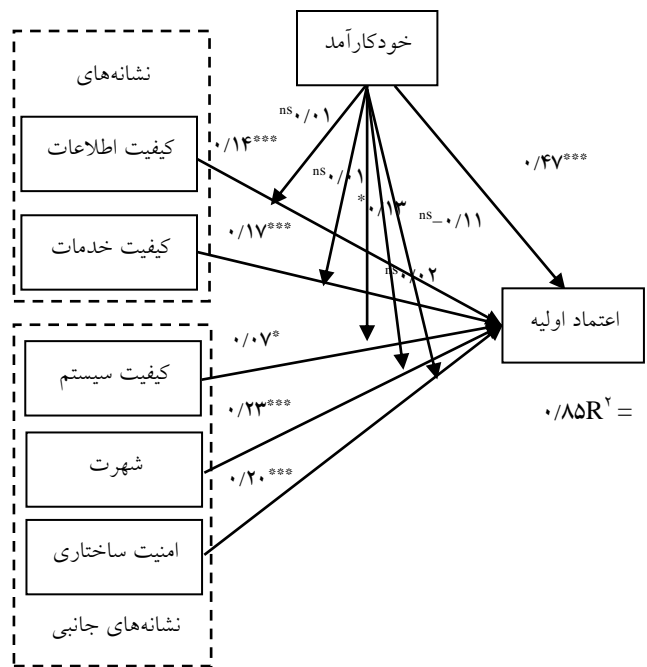 خودکارآمد
نشانه‌های
کیفیت اطلاعات
کیفیت خدمات
کیفیت سیستم
شهرت
امنیت ساختاری
نشانه‌های جانبی
اعتماد اولیه
۰/۱۴***
۰/۱۷***
۰/۰۷*
۰/۲۳***
۰/۲۰***
ns۰/۰۱
ns۰/۰۱
*۰/۱۳
ns-۰/۱۱
ns۰/۰۲
۰/۴۷***
۰/۸۵R۲ =